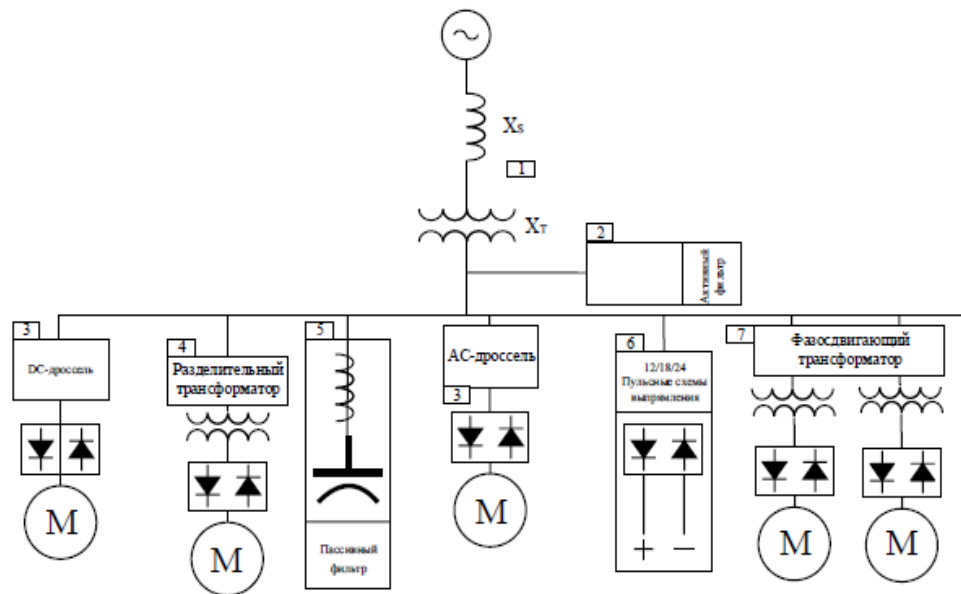 Xs
1
XT
2
Активный
фильтр
3
DC-дроссель
4
Разделительный
трансформатор
5
Пассивный
фильтр
AC-дроссель
3
6
12/18/24
Пульсные схемы
выпрямления
7
Фазосдвигающий
трансформатор
M
M
M
+ −
M
M